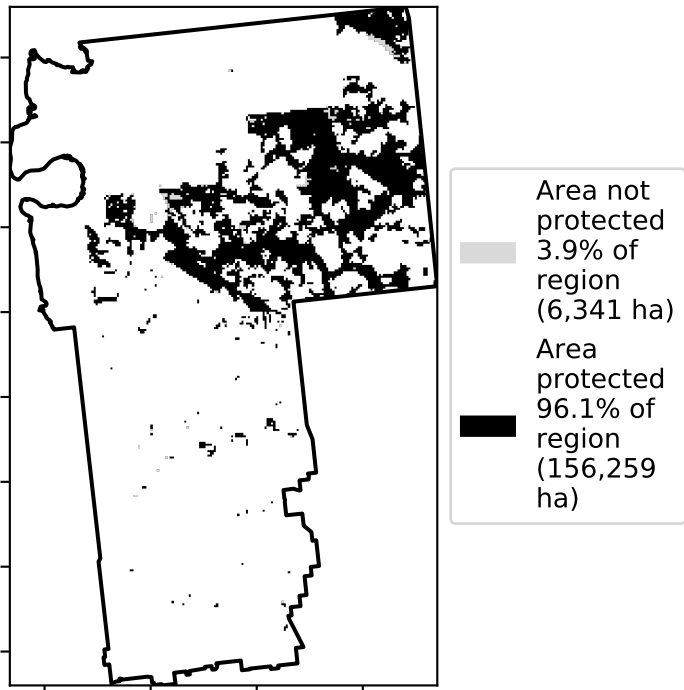 Area not
protected
3.9% of
region
(6,341 ha)
Area
protected
96.1% of
region
(156,259
ha)